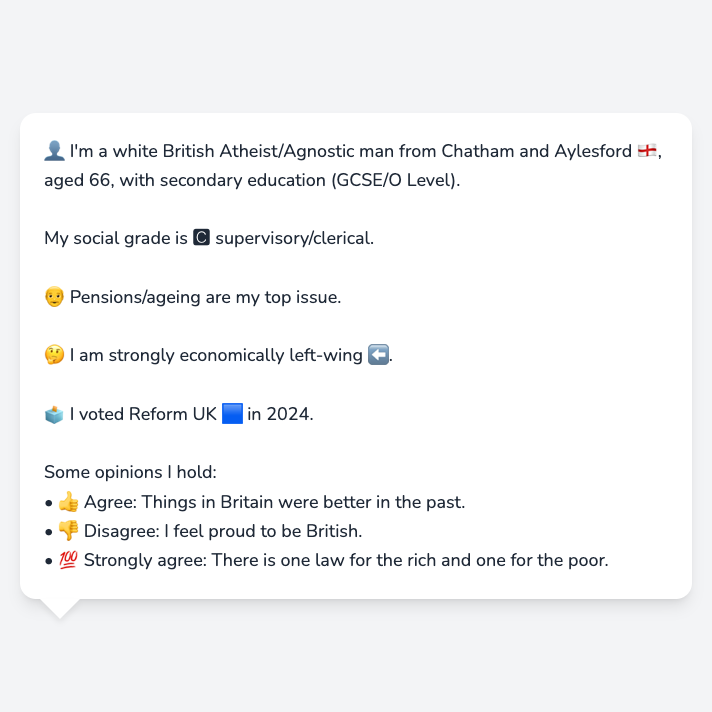 👤 I'm a white British Atheist/Agnostic man from Chatham and Aylesford 🏴󠁧󠁢󠁥󠁮󠁧󠁿,
aged 66, with secondary education (GCSE/O Level).
My social grade is 🅲 supervisory/clerical.
👴 Pensions/ageing are my top issue.
🤔 I am strongly economically left-wing ⬅️.
🗳️ I voted Reform UK 🟦 in 2024.
Some opinions I hold:
• 👍 Agree: Things in Britain were better in the past.
• 👎 Disagree: I feel proud to be British.
• 💯 Strongly agree: There is one law for the rich and one for the poor.